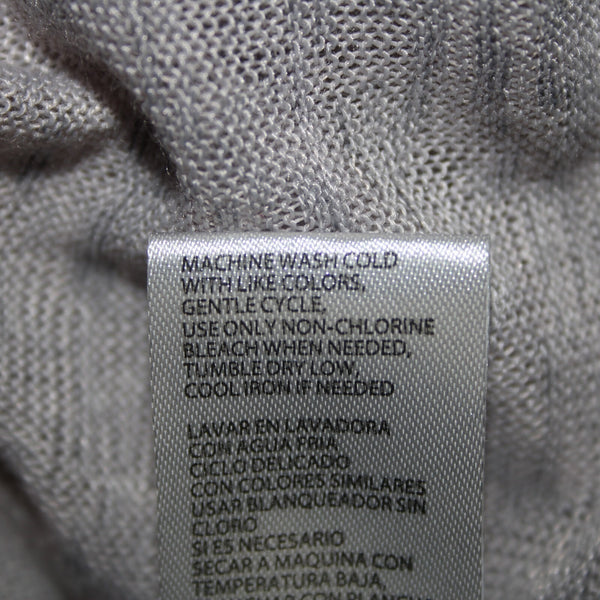 MACHINE WASH COLD
WITH LIKE COLORS,
GENTLE CYCLE,
USE ONLY NON-CHLORINE
BLEACH WHEN NEEDED,
TUMBLE DRY LOW,
COOL IRON IF NEEDED
LAVAR EN LAVADORA
CON AGUA FRIA
CICLO DELICADO
CON COLORES SIMILARES
USAR BLANQUEADOR SIN
CLORO
SI ES NECESARIO
SECAR A MAQUINA CON
TEMPERATURA BAJA,
CON PLANCHA